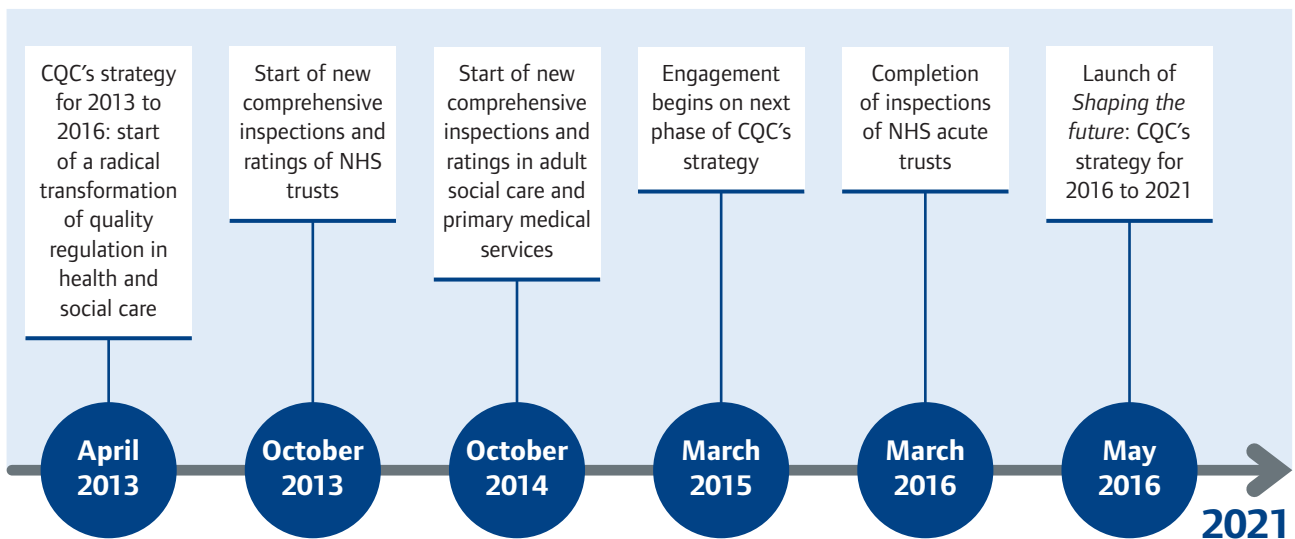 CQC’s strategy
for 2013 to
2016: start
of a radical
transformation
of quality
regulation in
health and
social care
Start of new
comprehensive
inspections and
ratings of NHS
trusts
Start of new
comprehensive
inspections and
ratings in adult
social care and
primary medical
services
Engagement
begins on next
phase of CQC’s
strategy
Completion
of inspections
of NHS acute
trusts
Launch of
Shaping the
future: CQC’s
strategy for
2016 to 2021
April
2013
October
2013
October
2014
March
2015
March
2016
May
2016
2021